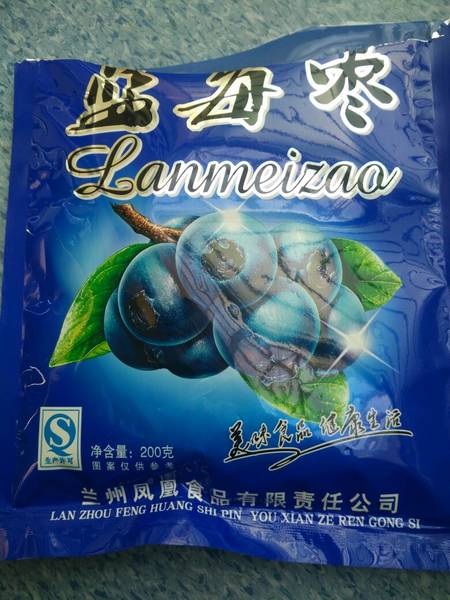 蓝莓枣
Lanmeizao
美味食品 健康生活
生产许可
净含量：200克
图案仅供参考
兰州凤凰食品有限责任公司
LAN ZHOU FENG HUANG SHI PIN YOU XIAN ZE REN GONG SI